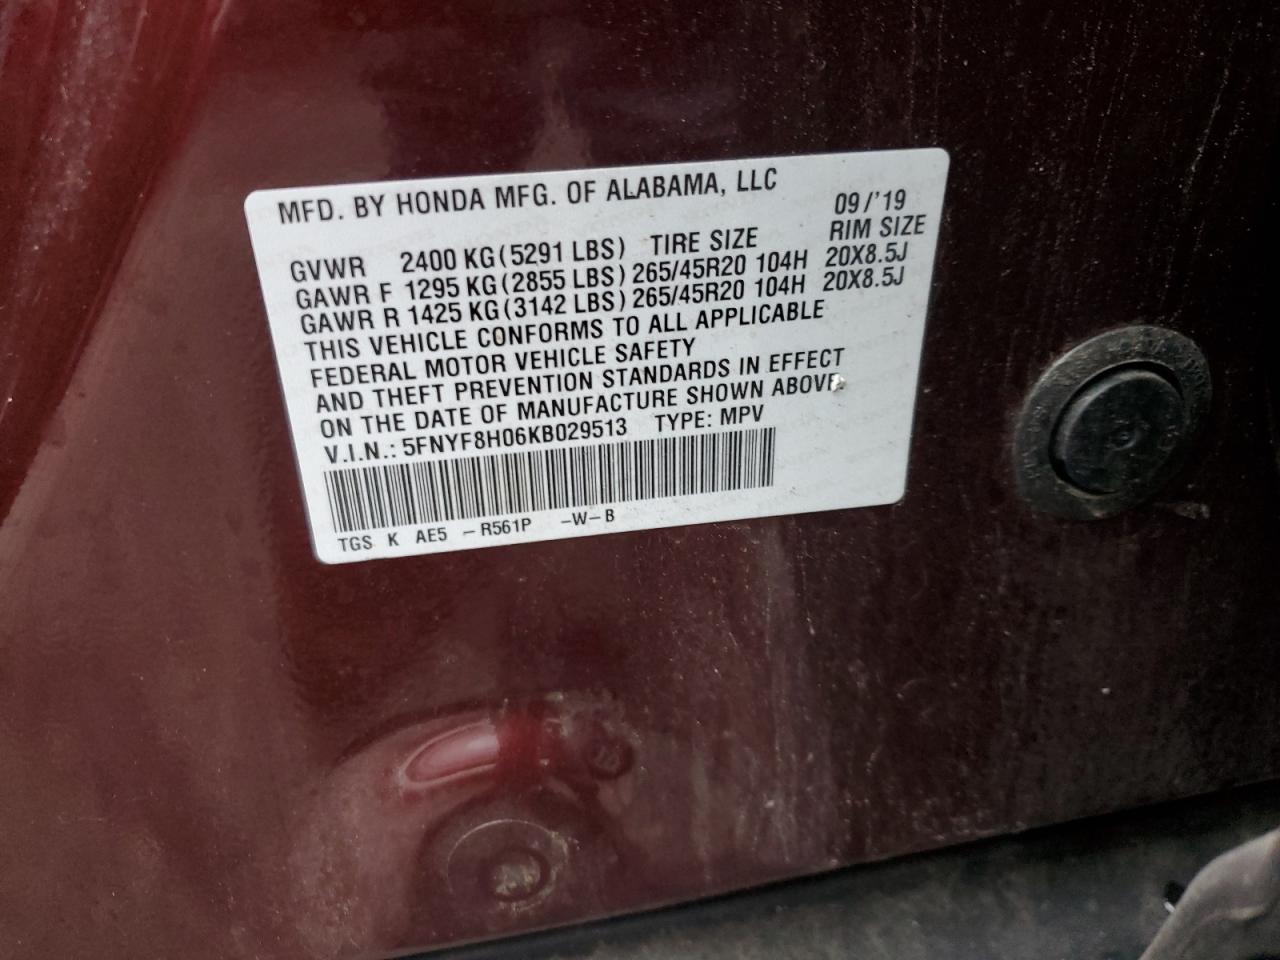 MFD. BY HONDA MFG. OF ALABAMA, LLC
09/'19
GVWR 2400 KG (5291 LBS) TIRE SIZE RIM SIZE
GAWR F 1295 KG (2855 LBS) 265/45R20 104H 20X8.5J
GAWR R 1425 KG (3142 LBS) 265/45R20 104H 20X8.5J
THIS VEHICLE CONFORMS TO ALL APPLICABLE
FEDERAL MOTOR VEHICLE SAFETY
AND THEFT PREVENTION STANDARDS IN EFFECT
ON THE DATE OF MANUFACTURE SHOWN ABOVE
V.I.N.: 5FNYF8H06KB029513 TYPE: MPV
TGS K AE5 -R561P -W-B